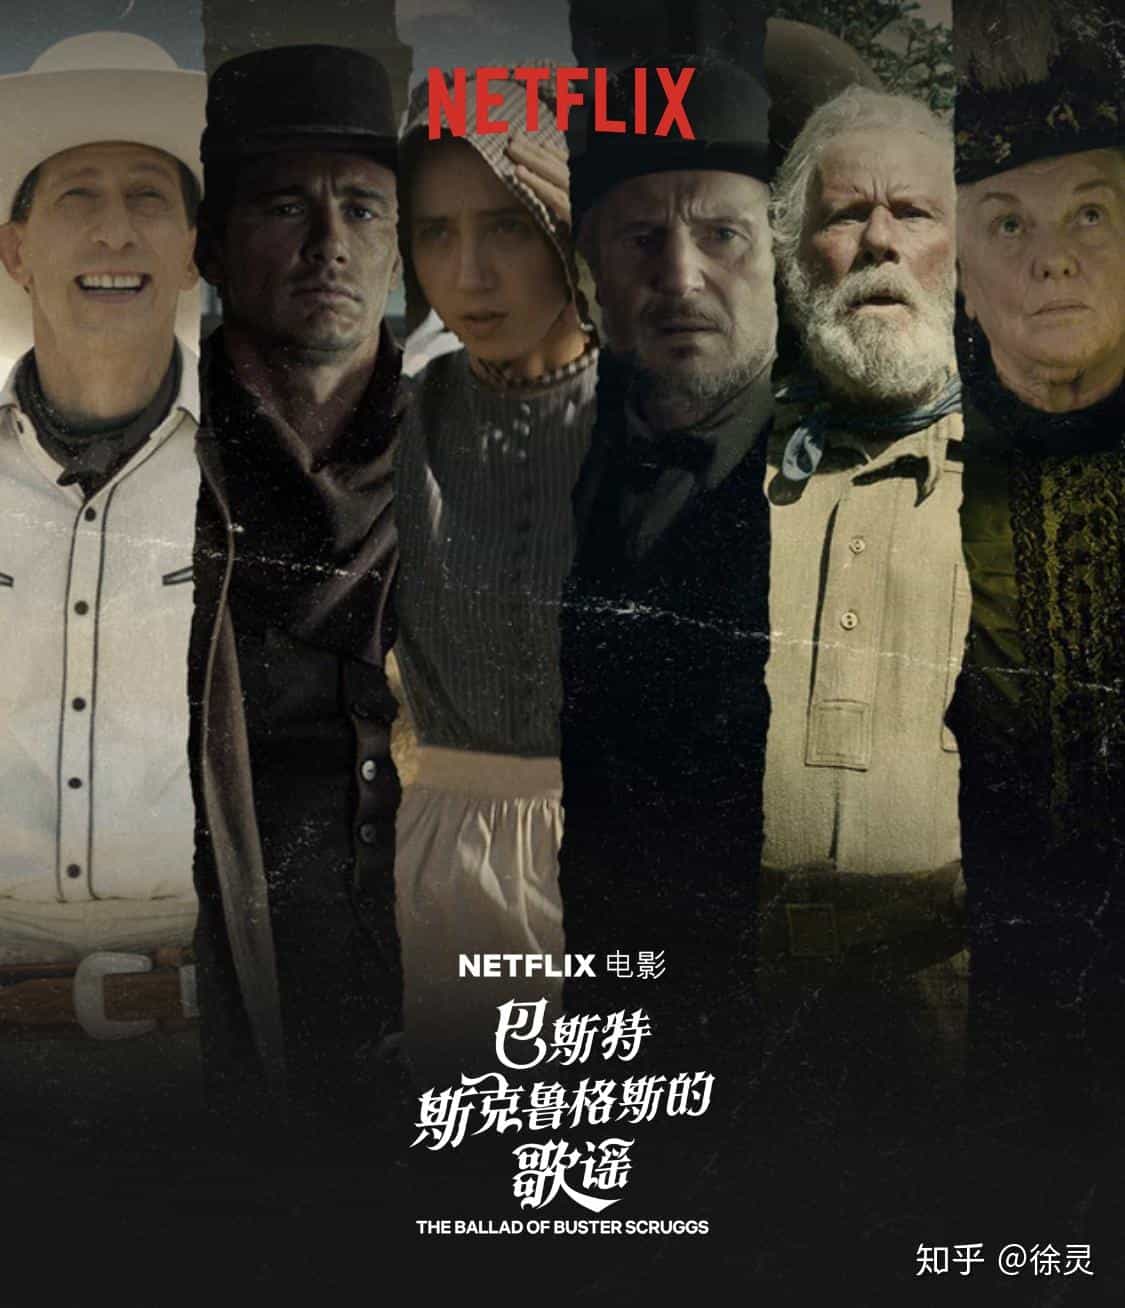 NETFLIX
NETFLIX 电影
巴斯特
斯克鲁格斯的
歌谣
THE BALLAD OF BUSTER SCRUGGS
知乎 @徐灵